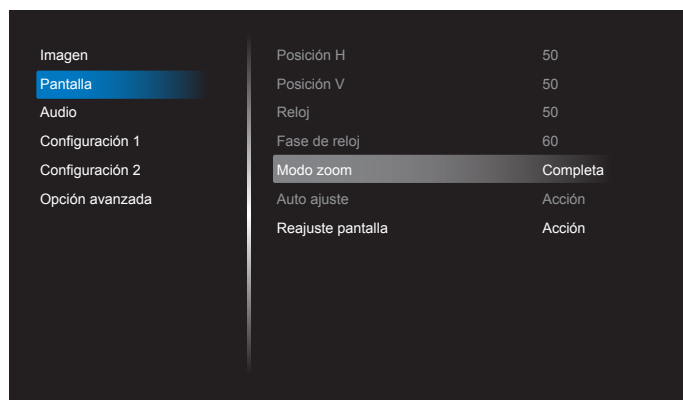 Imagen
Pantalla
Audio
Configuración 1
Configuración 2
Opción avanzada
Posición H 50
Posición V 50
Reloj 50
Fase de reloj 60
Modo zoom Completa
Auto ajuste Acción
Reajuste pantalla Acción